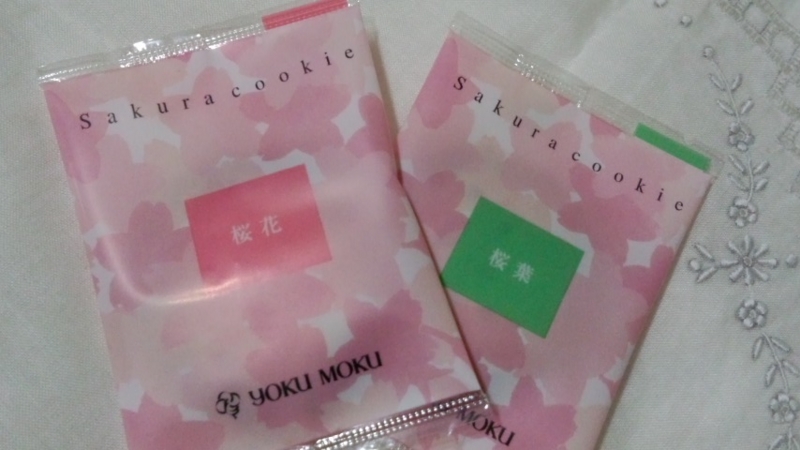 Sakura cookie
桜花
YOKU MOKU
Sakura cookie
桜葉
MOKU